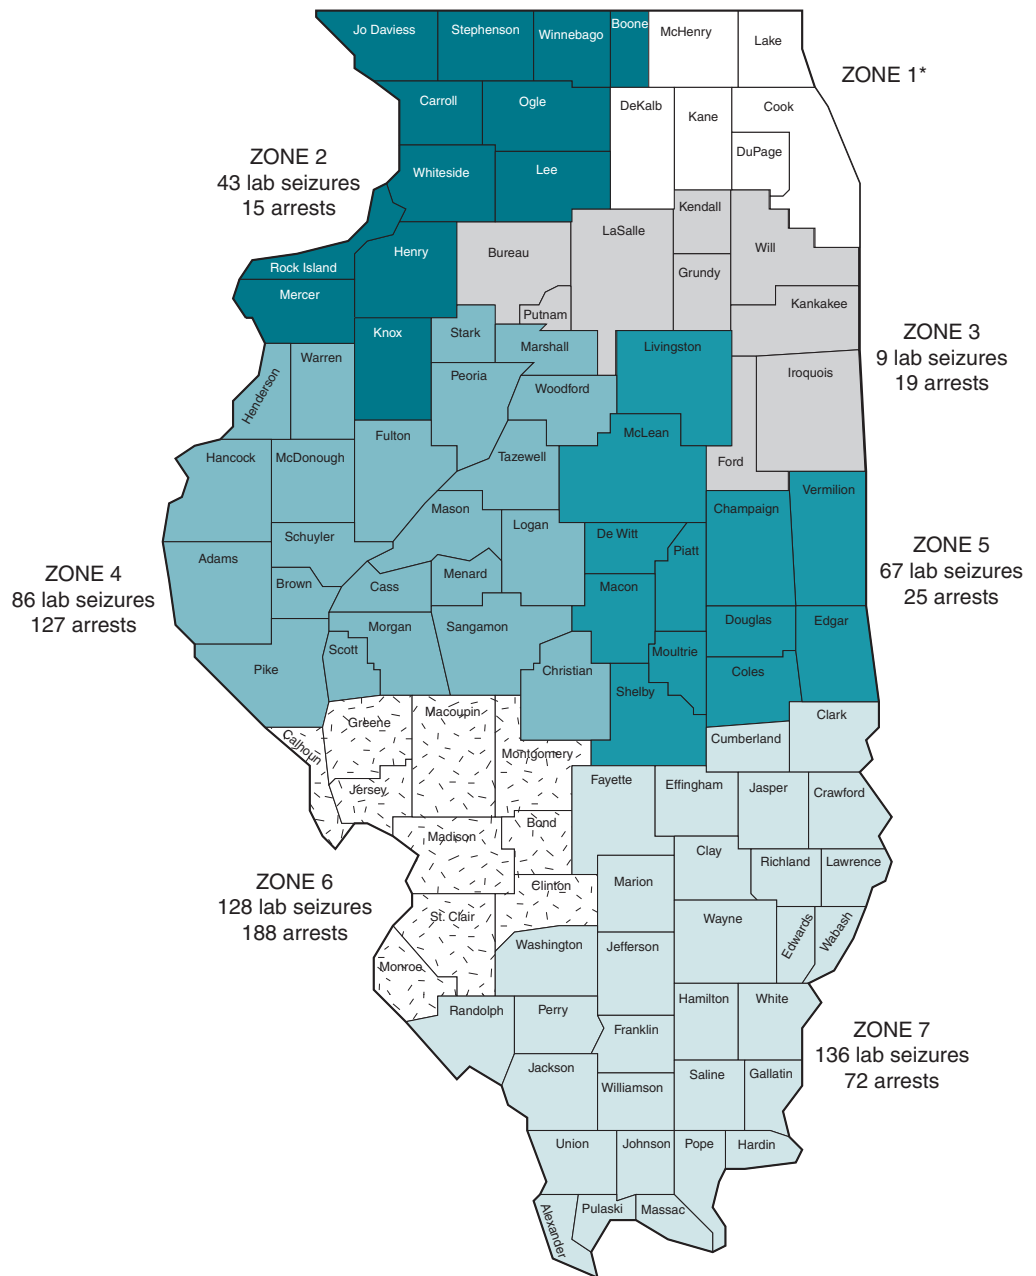 Jo Daviess
Stephenson
Winnebago
Boone
McHenry
Lake
ZONE 1*
Carroll
Ogle
DeKalb
Kane
Cook
DuPage
ZONE 2
43 lab seizures
15 arrests
Whiteside
Lee
Kendall
LaSalle
Will
Henry
Bureau
Grundy
Rock Island
Mercer
Putnam
Kankakee
Knox
Stark
Marshall
Livingston
ZONE 3
9 lab seizures
19 arrests
Warren
Henderson
Peoria
Woodford
Iroquois
Fulton
McLean
Hancock
McDonough
Tazewell
Ford
Vermilion
Mason
Logan
Champaign
Schuyler
De Witt
Piatt
ZONE 4
86 lab seizures
127 arrests
Adams
Brown
Cass
Menard
Macon
ZONE 5
67 lab seizures
25 arrests
Morgan
Sangamon
Douglas
Edgar
Scott
Pike
Christian
Moultrie
Coles
Shelby
Greene
Macoupin
Clark
Calhoun
Montgomery
Cumberland
Jersey
Fayette
Effingham
Jasper
Crawford
Madison
Bond
Clay
Richland
Lawrence
ZONE 6
128 lab seizures
188 arrests
Clinton
Marion
St. Clair
Wayne
Edwards
Wabash
Washington
Jefferson
Monroe
Randolph
Perry
Hamilton
White
Franklin
ZONE 7
136 lab seizures
72 arrests
Jackson
Williamson
Saline
Gallatin
Union
Johnson
Pope
Hardin
Alexander
Pulaski
Massac